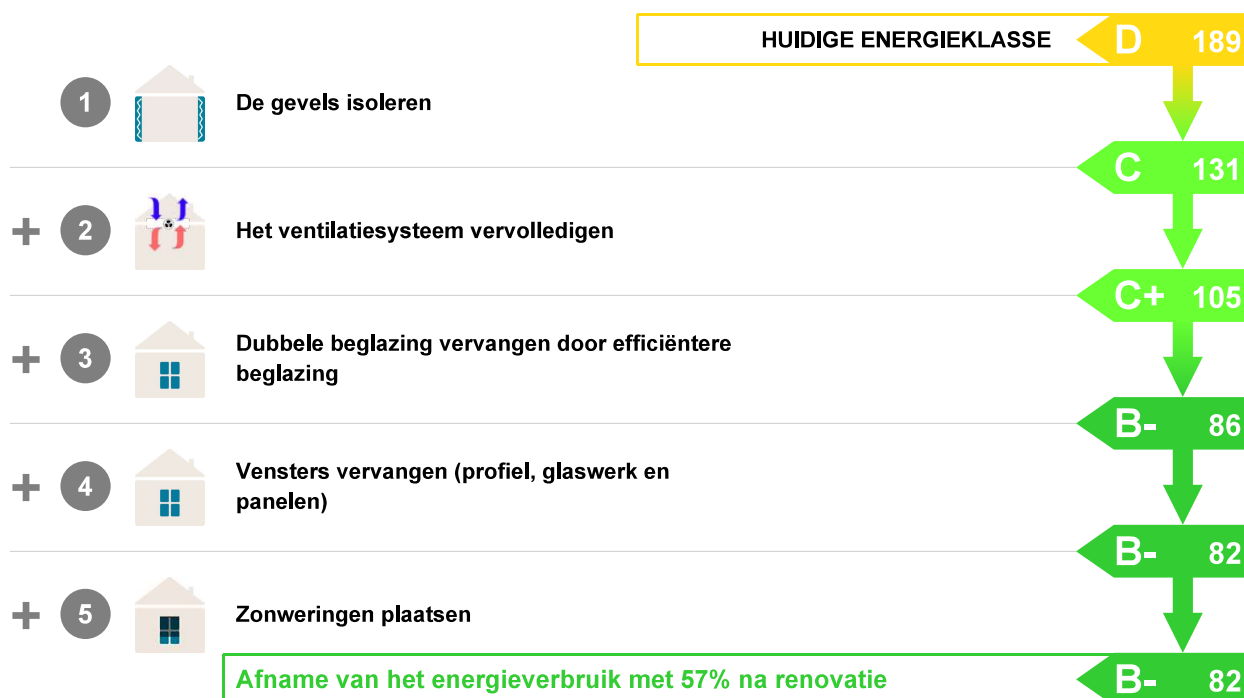 HUIDIGE ENERGIEKLASSE D 189
1 De gevels isoleren
C 131
+ 2 Het ventilatiesysteem vervolledigen
C+ 105
+ 3 Dubbele beglazing vervangen door efficiëntere
beglazing
B- 86
+ 4 Vensters vervangen (profiel, glaswerk en
panelen)
B- 82
+ 5 Zonweringen plaatsen
Afname van het energieverbruik met 57% na renovatie B- 82